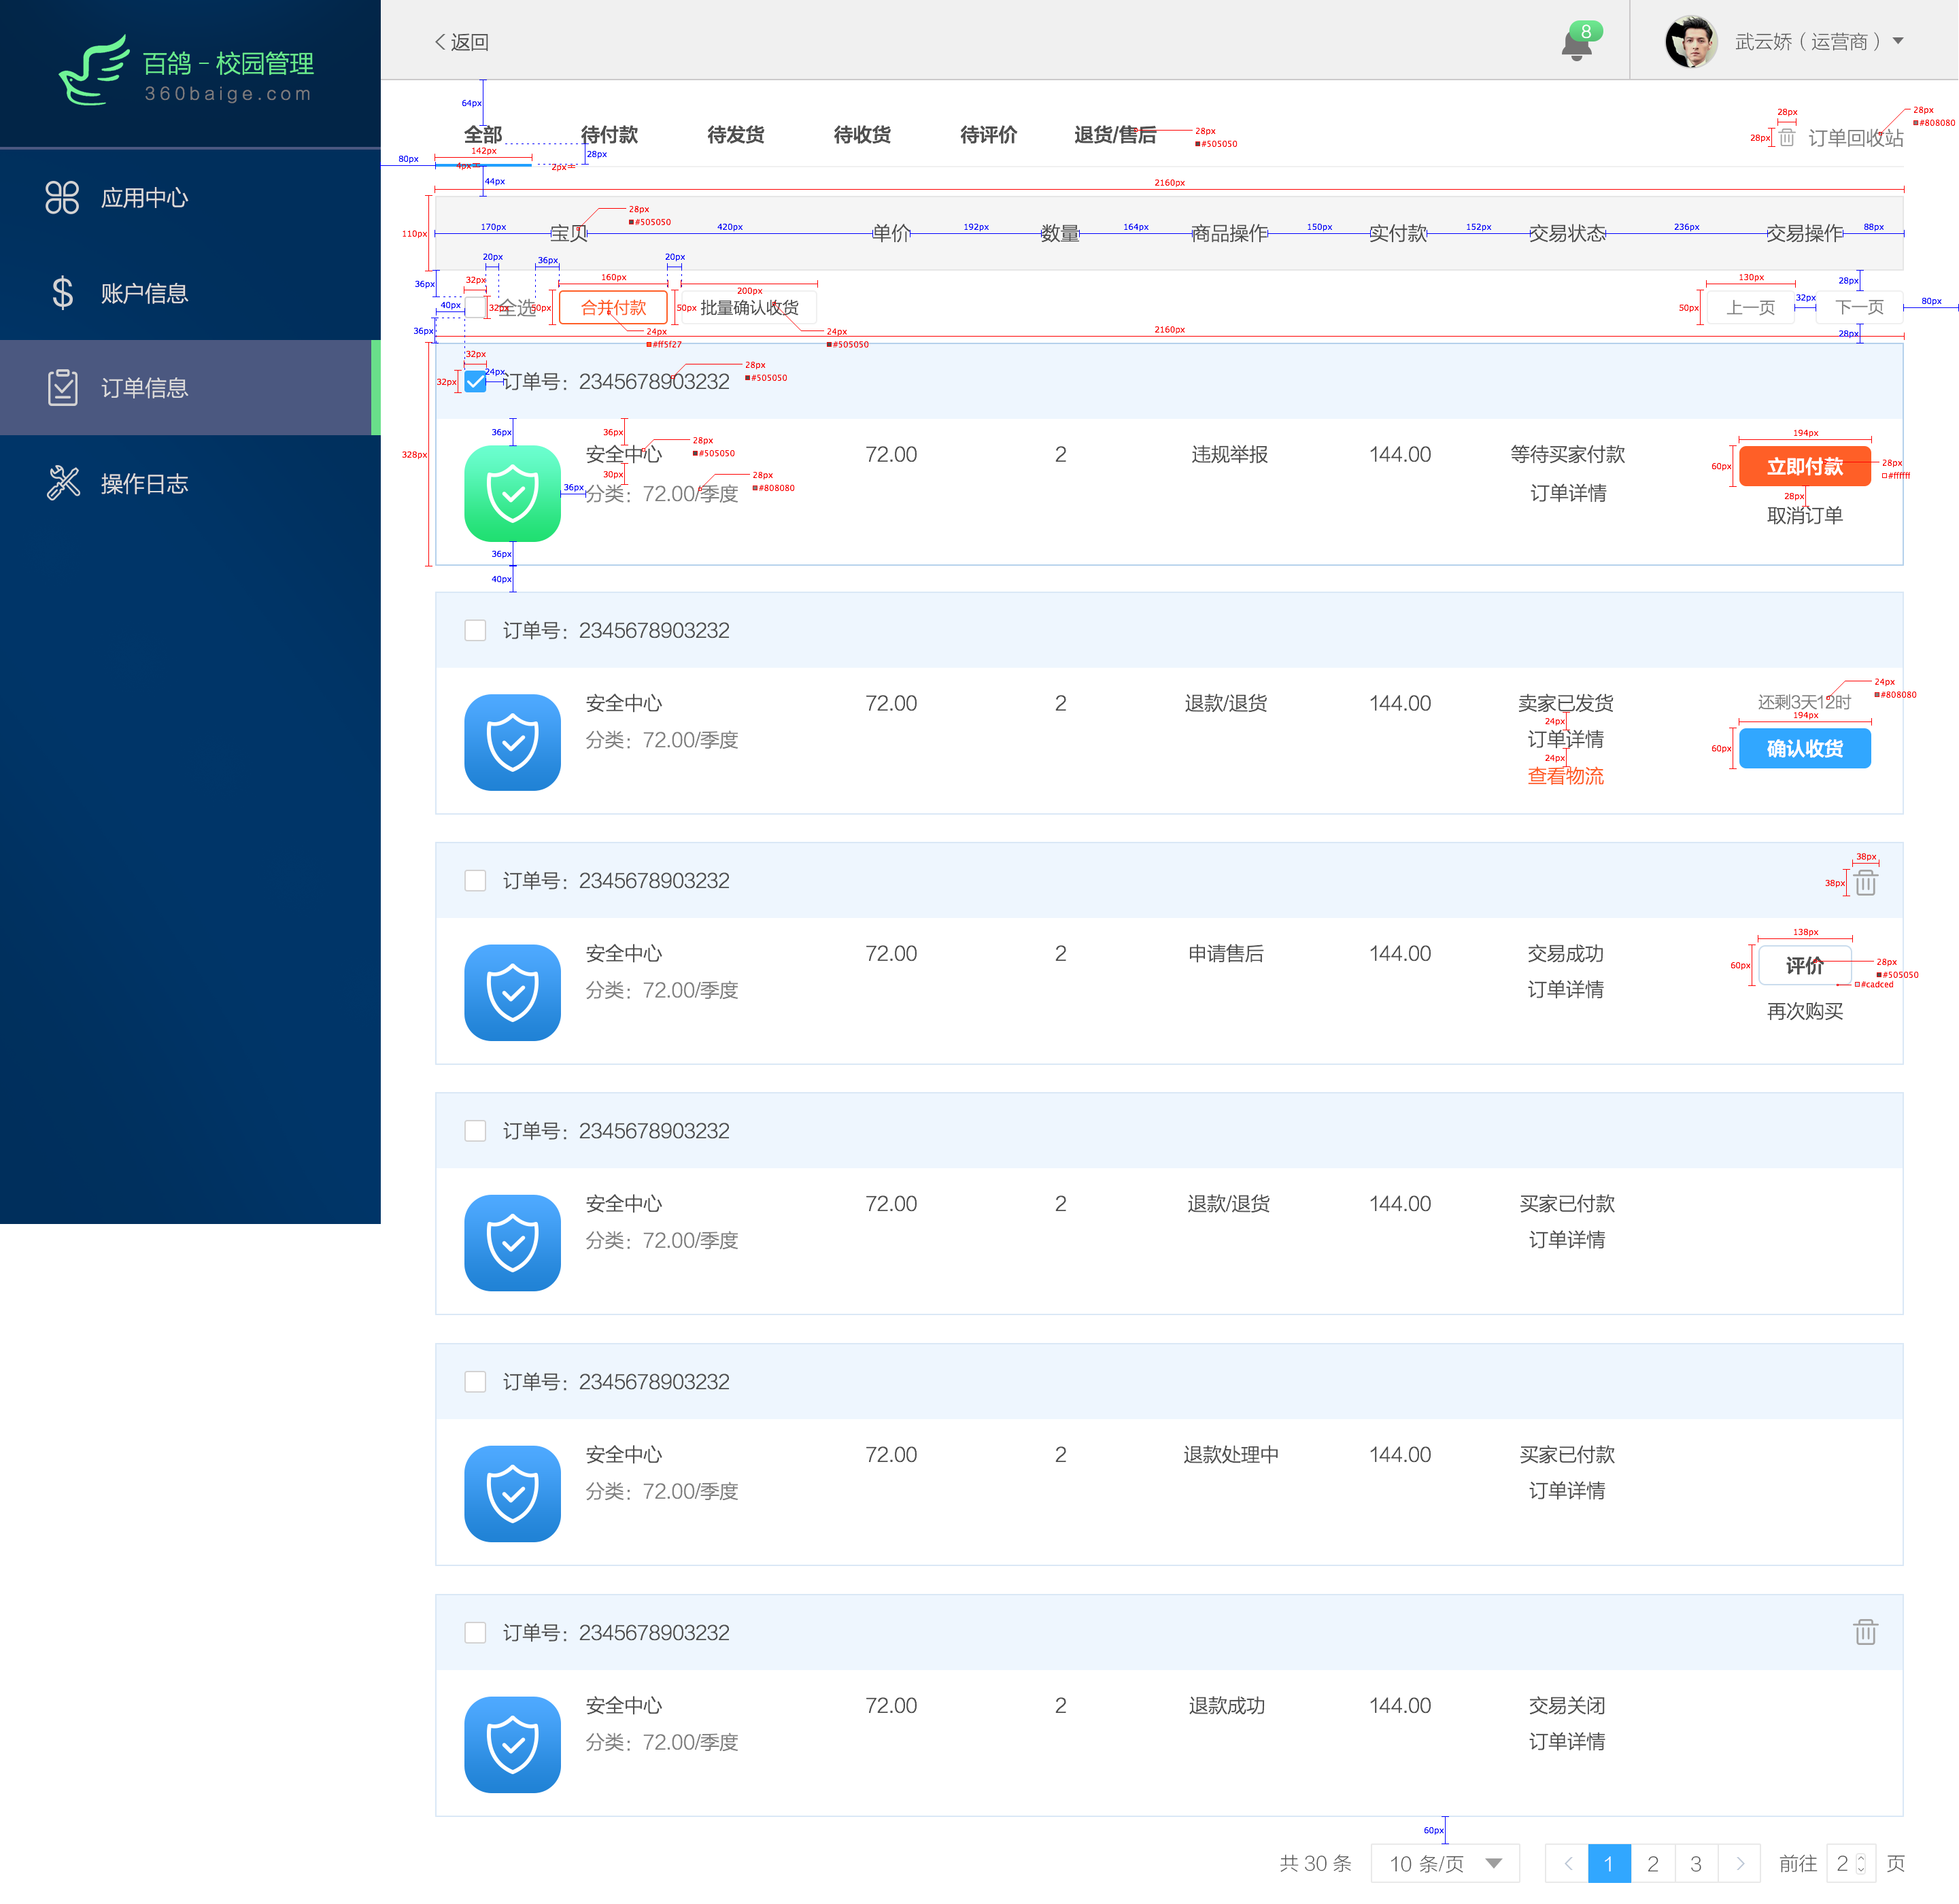 百鸽 - 校园管理
360baige.com
应用中心
账户信息
订单信息
操作日志
返回
8
武云娇（运营商）
64px
全部 待付款 待发货 待收货 待评价 退货/售后
28px
#505050
28px
28px
订单回收站
28px
#808080
80px
142px
4px
2px
28px
44px
2160px
110px
170px 宝贝 420px 单价 192px 数量 164px 商品操作 150px 实付款 152px 交易状态 236px 交易操作 88px
28px
#505050
36px
20px
36px
160px
20px
200px
32px
40px
32px
全选
50px
合并付款
50px
批量确认收货
24px
#ff5f27
24px
#505050
130px
50px
上一页
32px
下一页
28px
80px
28px
36px
2160px
328px
32px
32px
24px
订单号：2345678903232
28px
#505050
36px
36px
安全中心 72.00 2 违规举报 144.00 等待买家付款
28px
#505050
30px
36px
分类：72.00/季度
28px
#808080
订单详情
194px
60px
立即付款
28px
#ffffff
28px
取消订单
36px
40px
订单号：2345678903232
安全中心 72.00 2 退款/退货 144.00 卖家已发货
分类：72.00/季度
24px
订单详情
24px
查看物流
还剩3天12时
24px
#808080
194px
60px
确认收货
订单号：2345678903232
38px
38px
安全中心 72.00 2 申请售后 144.00 交易成功
分类：72.00/季度
订单详情
138px
60px
评价
28px
#505050
#cadced
再次购买
订单号：2345678903232
安全中心 72.00 2 退款/退货 144.00 买家已付款
分类：72.00/季度
订单详情
订单号：2345678903232
安全中心 72.00 2 退款处理中 144.00 买家已付款
分类：72.00/季度
订单详情
订单号：2345678903232
安全中心 72.00 2 退款成功 144.00 交易关闭
分类：72.00/季度
订单详情
60px
共 30 条 10 条/页 1 2 3 前往 2 页